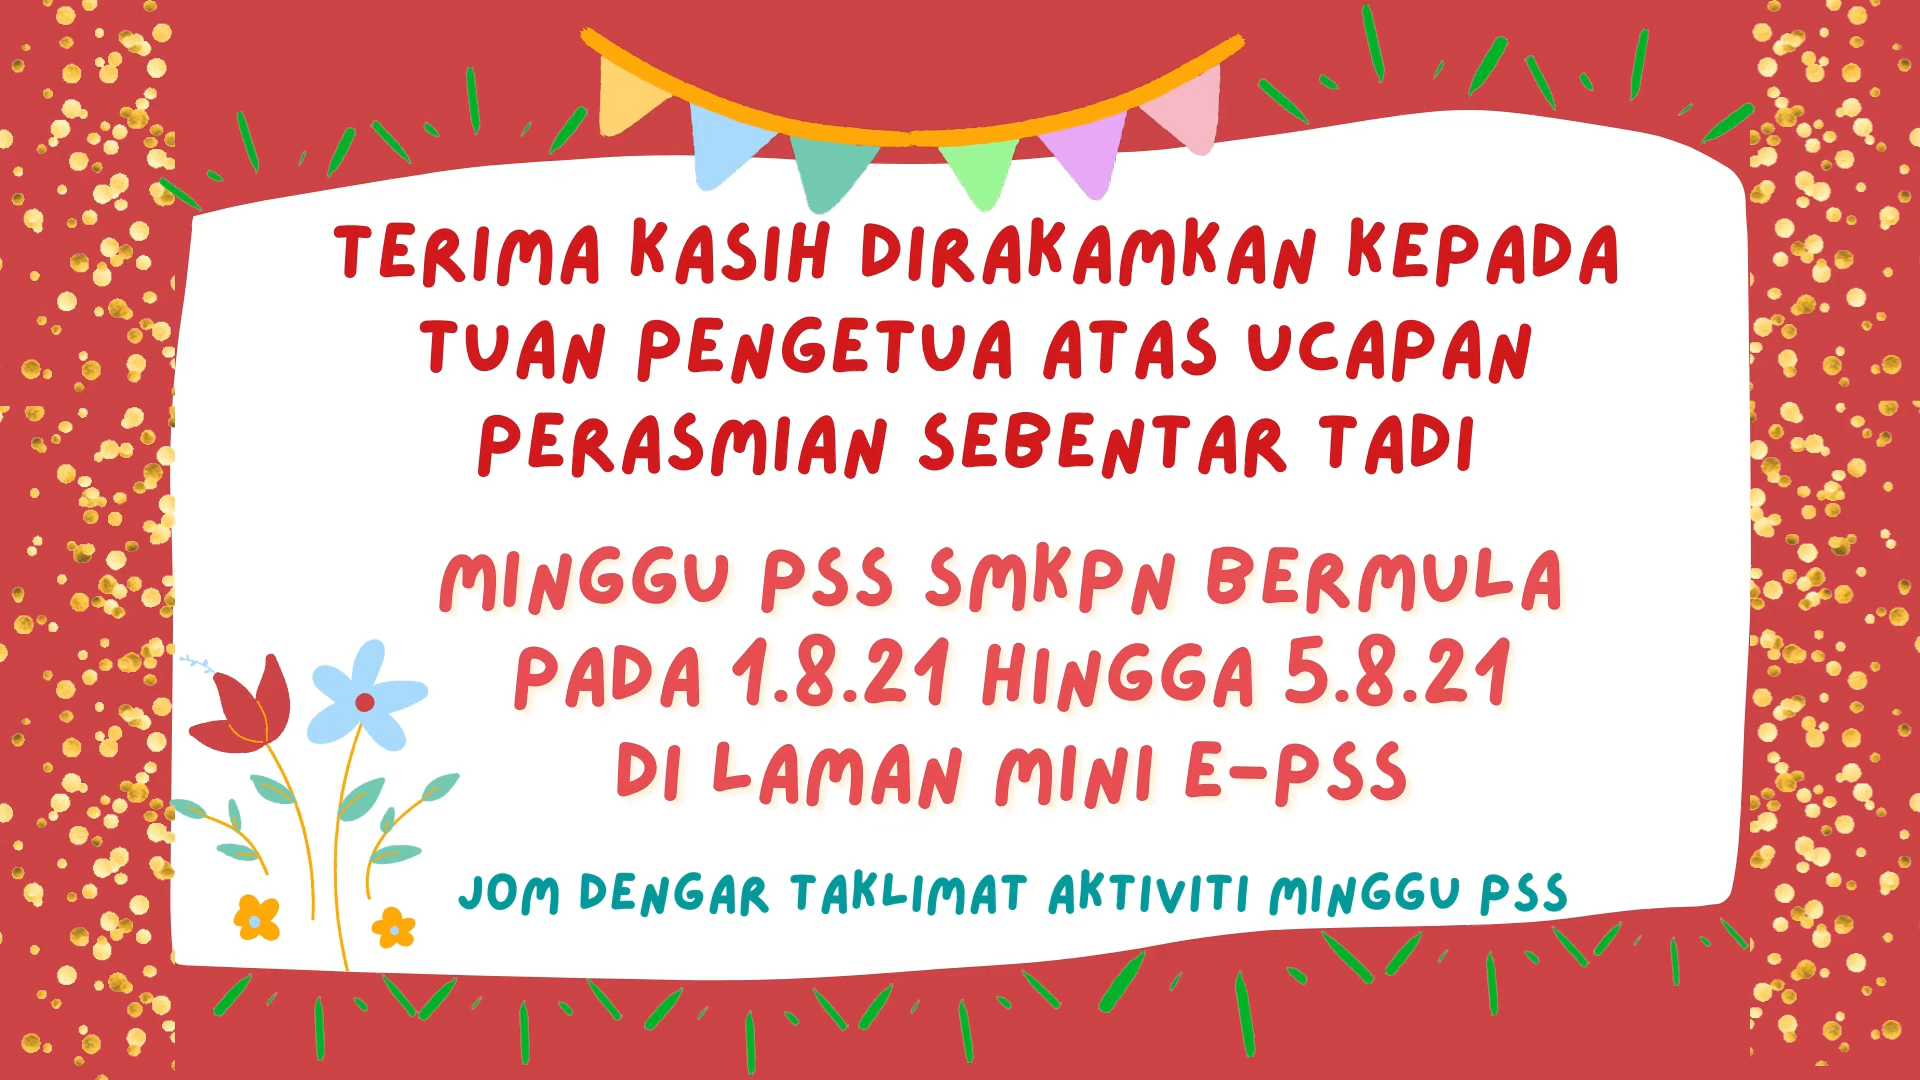 TERIMA KASIH DIRAKAMKAN KEPADA
TUAN PENGETUA ATAS UCAPAN
PERASMIAN SEBENTAR TADI
MINGGU PSS SMKPN BERMULA
PADA 1.8.21 HINGGA 5.8.21
DI LAMAN MINI E-PSS
JOM DENGAR TAKLIMAT AKTIVITI MINGGU PSS